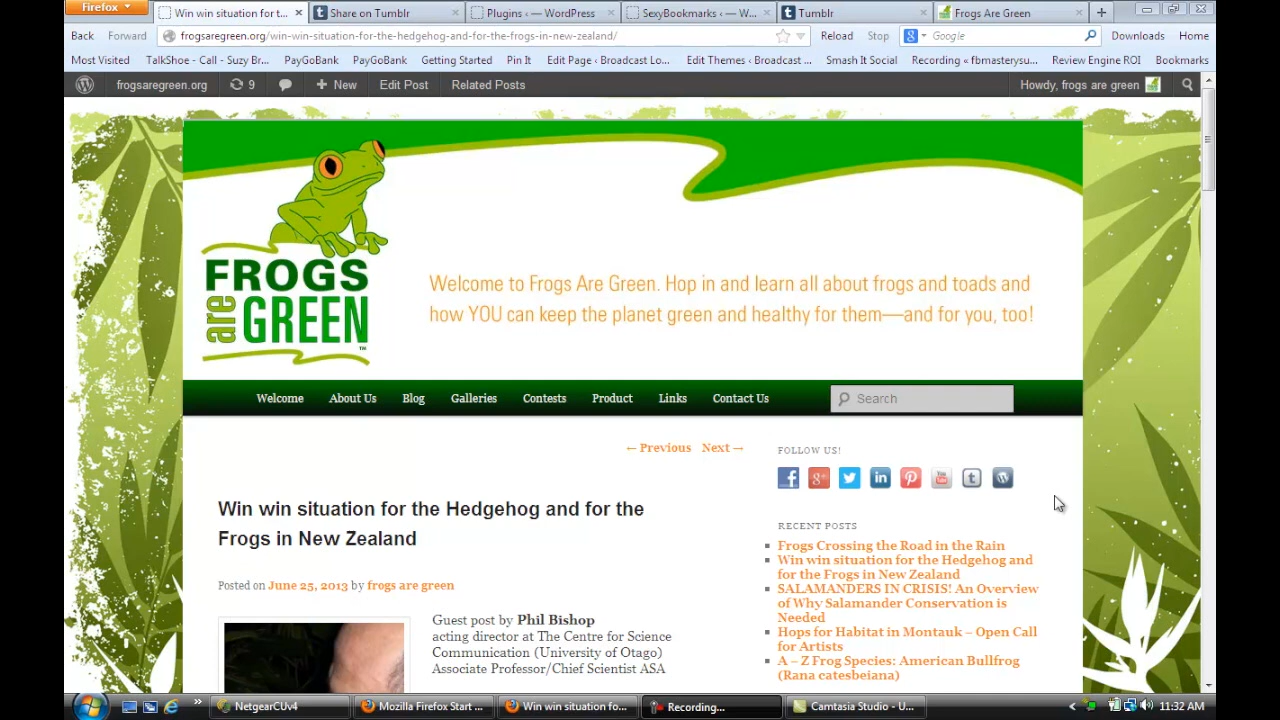 Firefox
Win win situation for t...
Share on Tumblr
Plugins ‹ — WordPress
SexyBookmarks ‹ — W...
Tumblr
Frogs Are Green
Back
Forward
frogsaregreen.org/win-win-situation-for-the-hedgehog-and-for-the-frogs-in-new-zealand/
Reload
Stop
Google
Downloads
Home
Most Visited
TalkShoe - Call - Suzy Br...
PayGoBank
PayGoBank
Getting Started
Pin It
Edit Page ‹ Broadcast Lo...
Edit Themes ‹ Broadcast ...
Smash It Social
Recording « fbmasterysu...
Review Engine ROI
Bookmarks
frogsaregreen.org
9
New
Edit Post
Related Posts
Howdy, frogs are green
FROGS
are GREEN
™
Welcome to Frogs Are Green. Hop in and learn all about frogs and toads and
how YOU can keep the planet green and healthy for them—and for you, too!
Welcome
About Us
Blog
Galleries
Contests
Product
Links
Contact Us
Search
← Previous
Next →
Win win situation for the Hedgehog and for the
Frogs in New Zealand
Posted on June 25, 2013 by frogs are green
Guest post by Phil Bishop
acting director at The Centre for Science
Communication (University of Otago)
Associate Professor/Chief Scientist ASA
FOLLOW US!
RECENT POSTS
Frogs Crossing the Road in the Rain
Win win situation for the Hedgehog and
for the Frogs in New Zealand
SALAMANDERS IN CRISIS! An Overview
of Why Salamander Conservation is
Needed
Hops for Habitat in Montauk – Open Call
for Artists
A – Z Frog Species: American Bullfrog
(Rana catesbeiana)
NetgearCUv4
Mozilla Firefox Start ...
Win win situation fo...
Recording...
Camtasia Studio - U...
11:32 AM